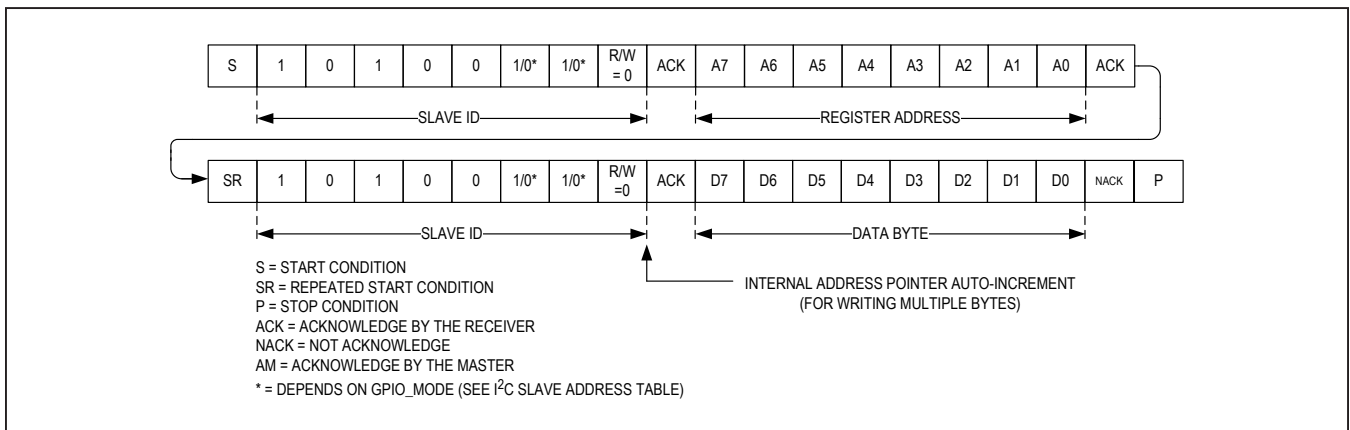 S 1 0 1 0 0 1/0* 1/0* R/W = 0 ACK A7 A6 A5 A4 A3 A2 A1 A0 ACK
SLAVE ID REGISTER ADDRESS
SR 1 0 1 0 0 1/0* 1/0* R/W =0 ACK D7 D6 D5 D4 D3 D2 D1 D0 NACK P
SLAVE ID DATA BYTE
S = START CONDITION
SR = REPEATED START CONDITION
P = STOP CONDITION
ACK = ACKNOWLEDGE BY THE RECEIVER
NACK = NOT ACKNOWLEDGE
AM = ACKNOWLEDGE BY THE MASTER
* = DEPENDS ON GPIO_MODE (SEE I²C SLAVE ADDRESS TABLE)
INTERNAL ADDRESS POINTER AUTO-INCREMENT
(FOR WRITING MULTIPLE BYTES)